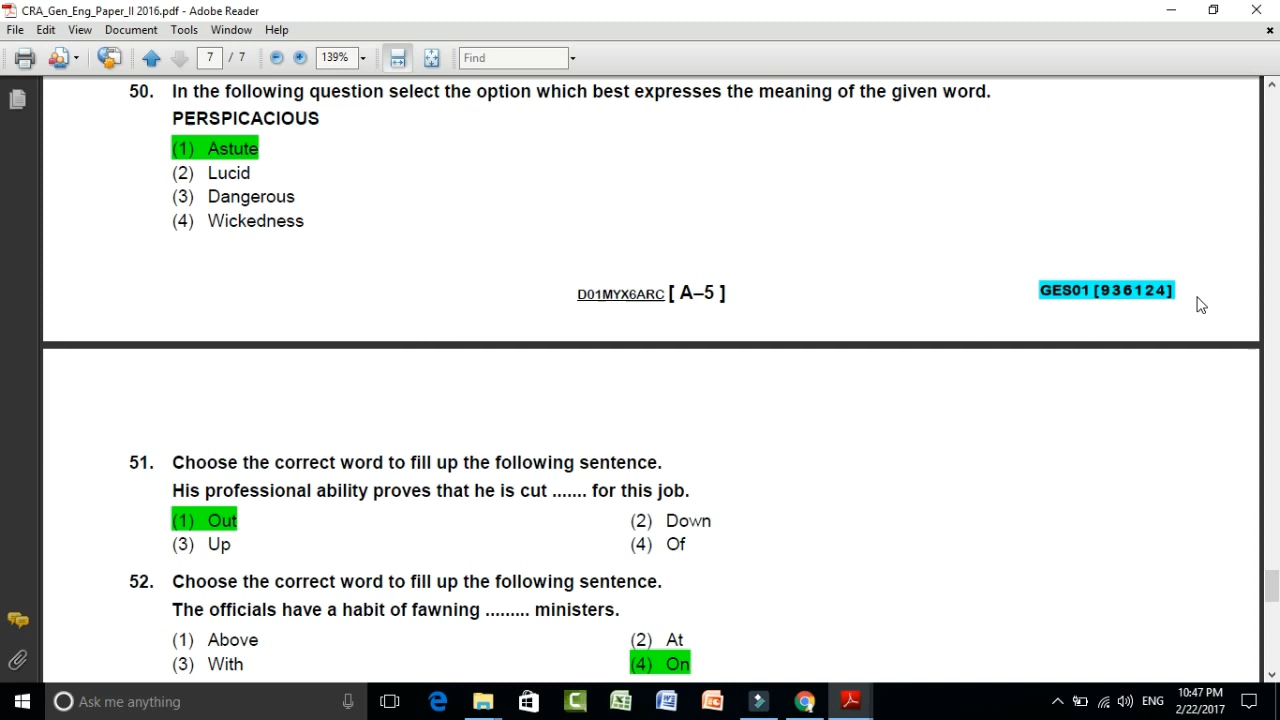 CRA_Gen_Eng_Paper_II 2016.pdf - Adobe Reader
File Edit View Document Tools Window Help
7 / 7 139% Find
50. In the following question select the option which best expresses the meaning of the given word.
PERSPICACIOUS
(1) Astute
(2) Lucid
(3) Dangerous
(4) Wickedness
D01MYX6ARC [ A–5 ] GES01 [936124]
51. Choose the correct word to fill up the following sentence.
His professional ability proves that he is cut ....... for this job.
(1) Out (2) Down
(3) Up (4) Of
52. Choose the correct word to fill up the following sentence.
The officials have a habit of fawning ......... ministers.
(1) Above (2) At
(3) With (4) On
Ask me anything ENG 10:47 PM
2/22/2017